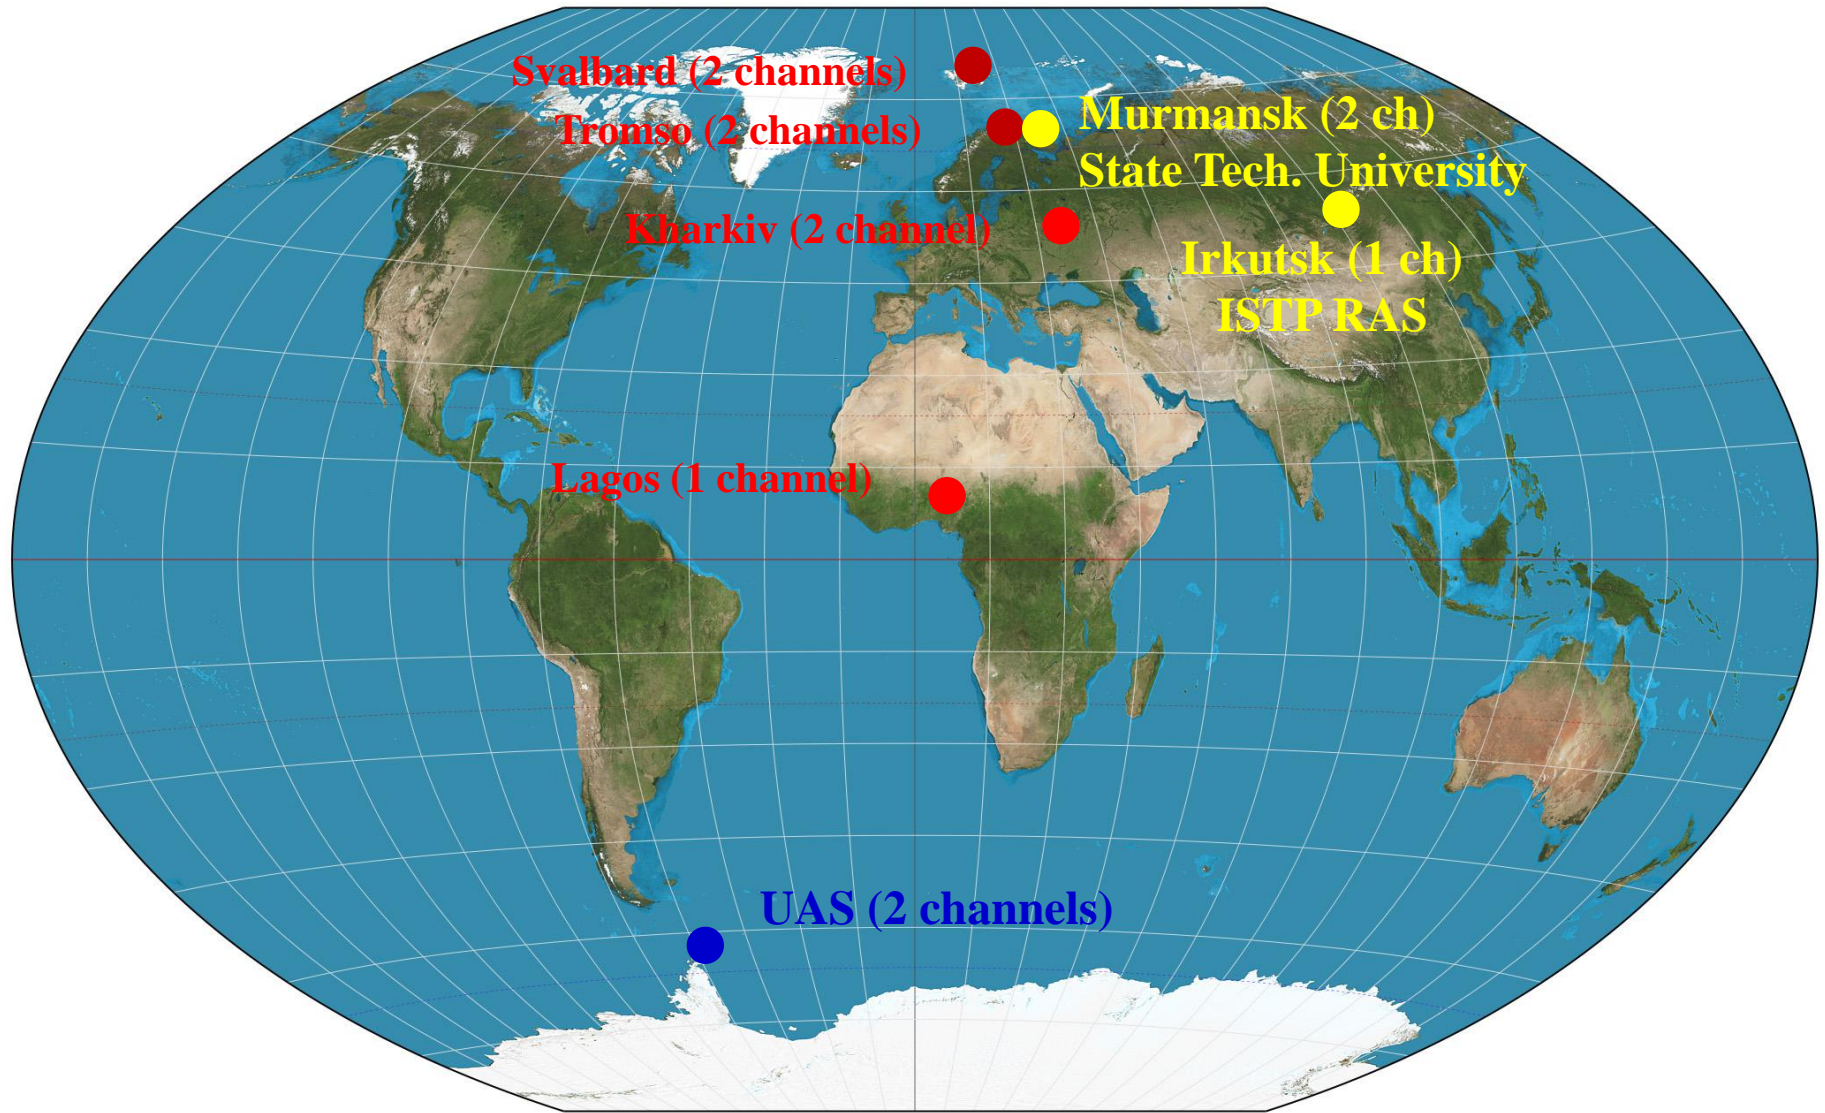 Svalbard (2 channels)
Tromso (2 channels)
Murmansk (2 ch)
State Tech. University
Kharkiv (2 channel)
Irkutsk (1 ch)
ISTP RAS
Lagos (1 channel)
UAS (2 channels)